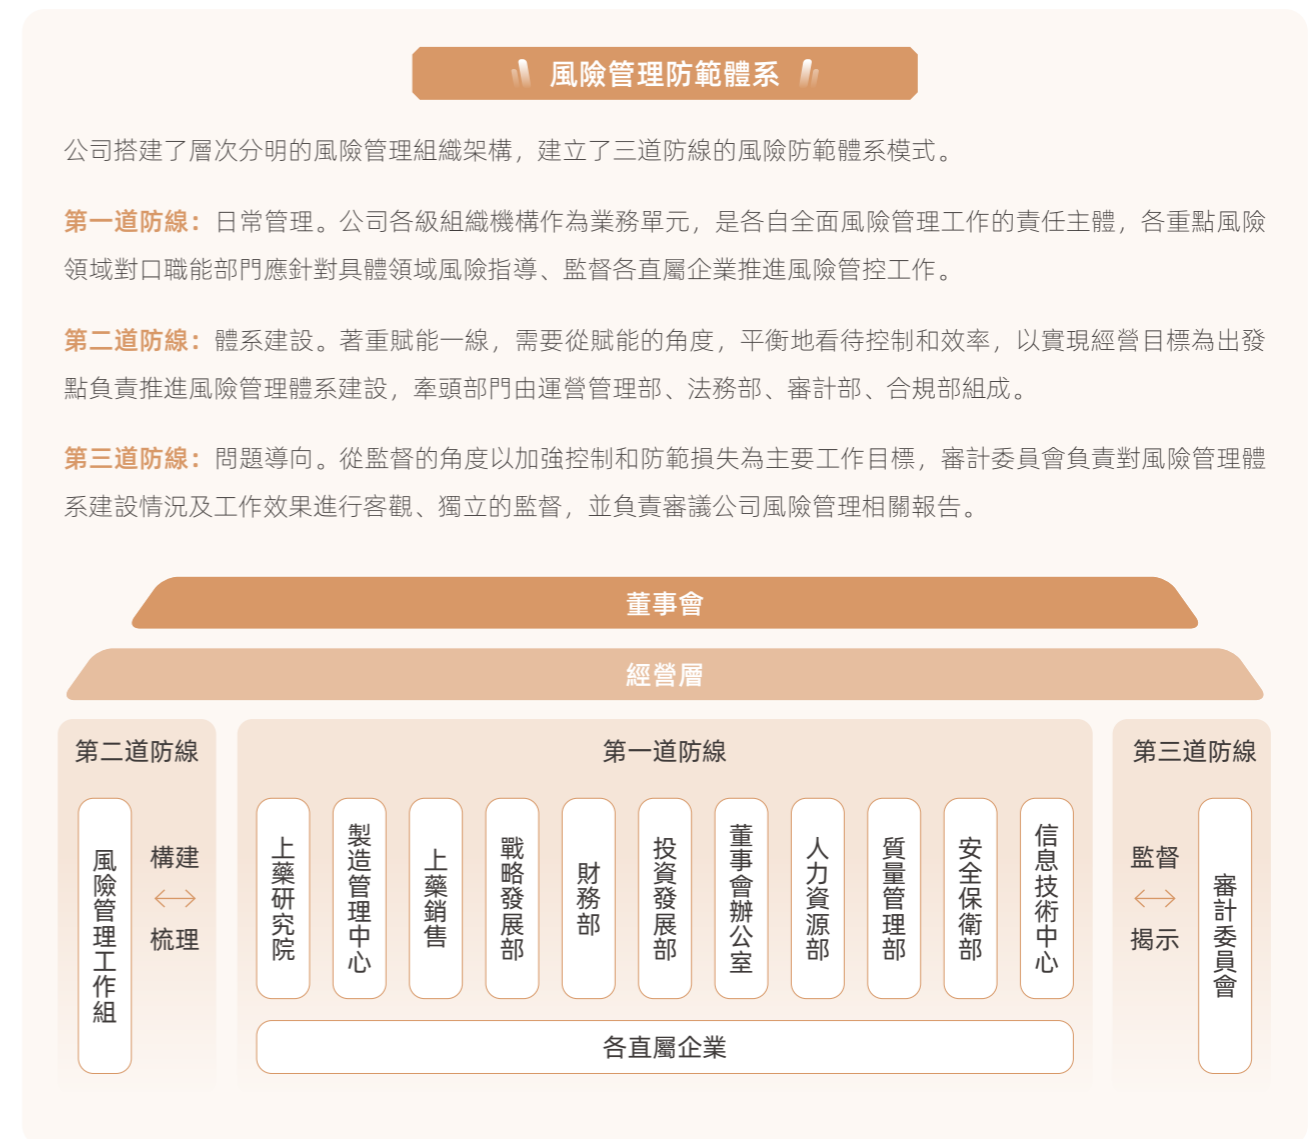 風險管理防範體系
公司搭建了層次分明的風險管理組織架構，建立了三道防線的風險防範體系模式。
第一道防線：日常管理。公司各級組織機構作為業務單元，是各自全面風險管理工作的責任主體，各重點風險
領域對口職能部門應針對具體領域風險指導、監督各直屬企業推進風險管控工作。
第二道防線：體系建設。著重賦能一線，需要從賦能的角度，平衡地看待控制和效率，以實現經營目標為出發
點負責推進風險管理體系建設，牽頭部門由運營管理部、法務部、審計部、合規部組成。
第三道防線：問題導向。從監督的角度以加強控制和防範損失為主要工作目標，審計委員會負責對風險管理體
系建設情況及工作效果進行客觀、獨立的監督，並負責審議公司風險管理相關報告。
董事會
經營層
第二道防線
風險管理工作組
構建
梳理
第一道防線
上藥研究院
製造管理中心
上藥銷售
戰略發展部
財務部
投資發展部
董事會辦公室
人力資源部
質量管理部
安全保衛部
信息技術中心
各直屬企業
第三道防線
監督
揭示
審計委員會